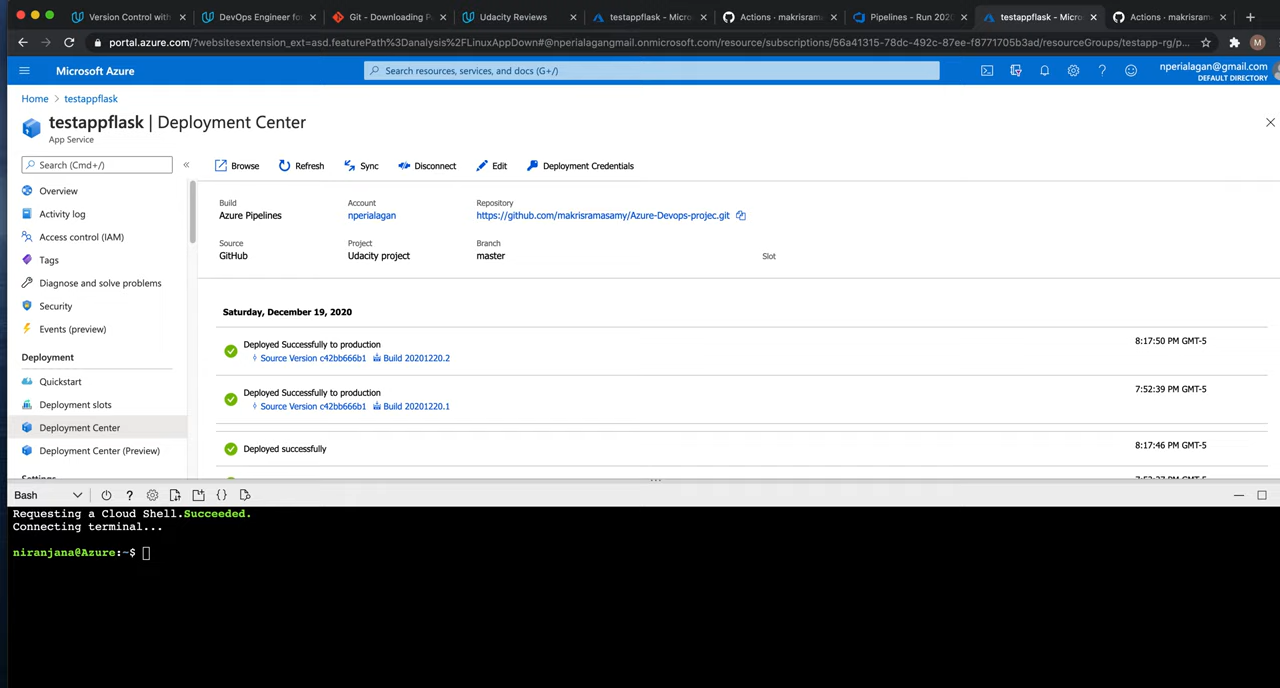 Version Control with
DevOps Engineer fo
Git - Downloading P
Udacity Reviews
testappflask - Micro
Actions · makrisrama
Pipelines - Run 2020
testappflask - Micro
Actions · makrisram
portal.azure.com/?websitesextension_ext=asd.featurePath%3Danalysis%2FLinuxAppDown#@nperialagangmail.onmicrosoft.com/resource/subscriptions/56a41315-78dc-492c-87ee-f8771705b3ad/resourceGroups/testapp-rg/p...
M
Microsoft Azure
Search resources, services, and docs (G+/)
nperialagan@gmail.com
DEFAULT DIRECTORY
Home > testappflask
testappflask | Deployment Center
App Service
Search (Cmd+/)
«
Browse
Refresh
Sync
Disconnect
Edit
Deployment Credentials
Overview
Activity log
Access control (IAM)
Tags
Diagnose and solve problems
Security
Events (preview)
Deployment
Quickstart
Deployment slots
Deployment Center
Deployment Center (Preview)
Settings
Build
Azure Pipelines
Account
nperialagan
Repository
https://github.com/makrisramasamy/Azure-Devops-projec.git
Source
GitHub
Project
Udacity project
Branch
master
Slot
Saturday, December 19, 2020
Deployed Successfully to production
8:17:50 PM GMT-5
Source Version c42bb666b1 Build 20201220.2
Deployed Successfully to production
7:52:39 PM GMT-5
Source Version c42bb666b1 Build 20201220.1
Deployed successfully
8:17:46 PM GMT-5
Bash
Requesting a Cloud Shell.Succeeded.
Connecting terminal...
niranjana@Azure:~$